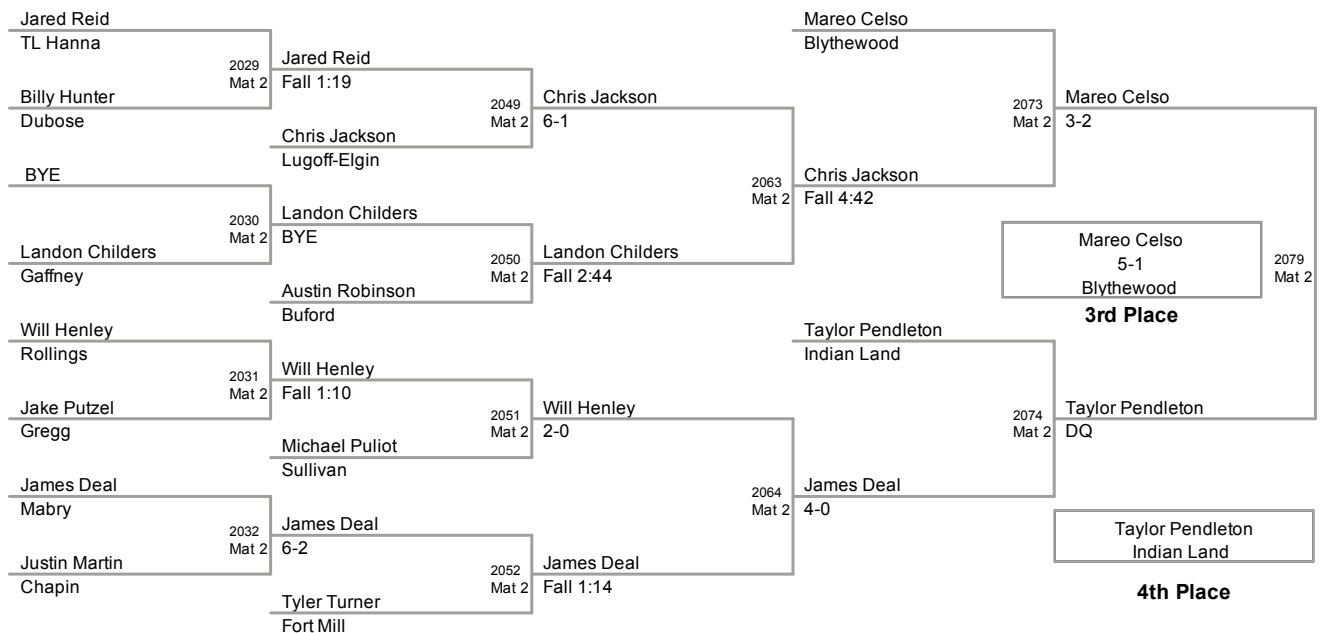 Jared Reid
TL Hanna
2029
Mat 2
Billy Hunter
Dubose
BYE
2030
Mat 2
Landon Childers
Gaffney
Will Henley
Rollings
2031
Mat 2
Jake Putzel
Gregg
James Deal
Mabry
2032
Mat 2
Justin Martin
Chapin
Jared Reid
Fall 1:19
2049
Mat 2
Chris Jackson
Lugoff-Elgin
Landon Childers
BYE
2050
Mat 2
Austin Robinson
Buford
Will Henley
Fall 1:10
2051
Mat 2
Michael Puliot
Sullivan
James Deal
6-2
2052
Mat 2
Tyler Turner
Fort Mill
Chris Jackson
6-1
2063
Mat 2
Landon Childers
Fall 2:44
Will Henley
2-0
2064
Mat 2
James Deal
Fall 1:14
Mareo Celso
Blythewood
2073
Mat 2
Chris Jackson
Fall 4:42
Taylor Pendleton
Indian Land
2074
Mat 2
James Deal
4-0
Mareo Celso
3-2
Mareo Celso
5-1
Blythewood
2079
Mat 2
3rd Place
Taylor Pendleton
DQ
Taylor Pendleton
Indian Land
4th Place